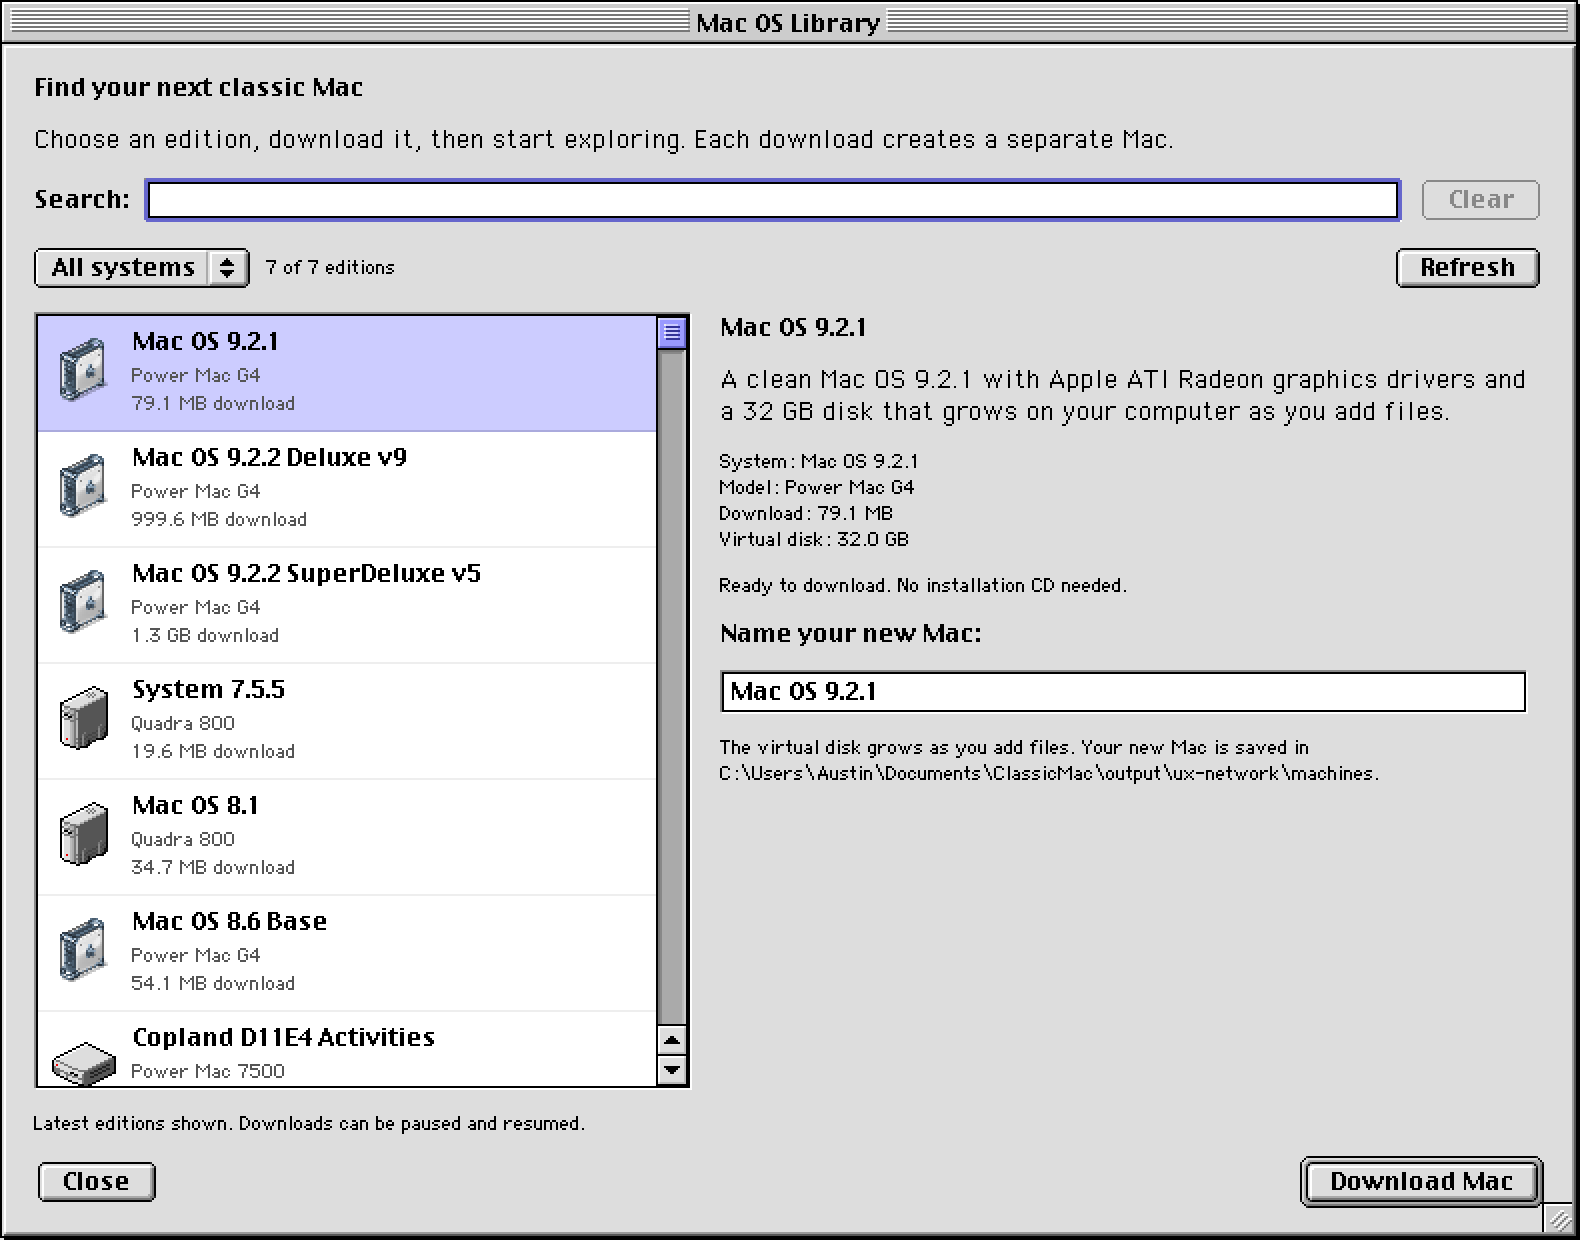 Mac OS Library
Find your next classic Mac
Choose an edition, download it, then start exploring. Each download creates a separate Mac.
Search:
Clear
All systems
7 of 7 editions
Refresh
Mac OS 9.2.1
Power Mac G4
79.1 MB download
Mac OS 9.2.2 Deluxe v9
Power Mac G4
999.6 MB download
Mac OS 9.2.2 SuperDeluxe v5
Power Mac G4
1.3 GB download
System 7.5.5
Quadra 800
19.6 MB download
Mac OS 8.1
Quadra 800
34.7 MB download
Mac OS 8.6 Base
Power Mac G4
54.1 MB download
Copland D11E4 Activities
Power Mac 7500
Mac OS 9.2.1
A clean Mac OS 9.2.1 with Apple ATI Radeon graphics drivers and
a 32 GB disk that grows on your computer as you add files.
System: Mac OS 9.2.1
Model: Power Mac G4
Download: 79.1 MB
Virtual disk: 32.0 GB
Ready to download. No installation CD needed.
Name your new Mac:
Mac OS 9.2.1
The virtual disk grows as you add files. Your new Mac is saved in
C:\Users\Austin\Documents\ClassicMac\output\ux-network\machines.
Latest editions shown. Downloads can be paused and resumed.
Close
Download Mac